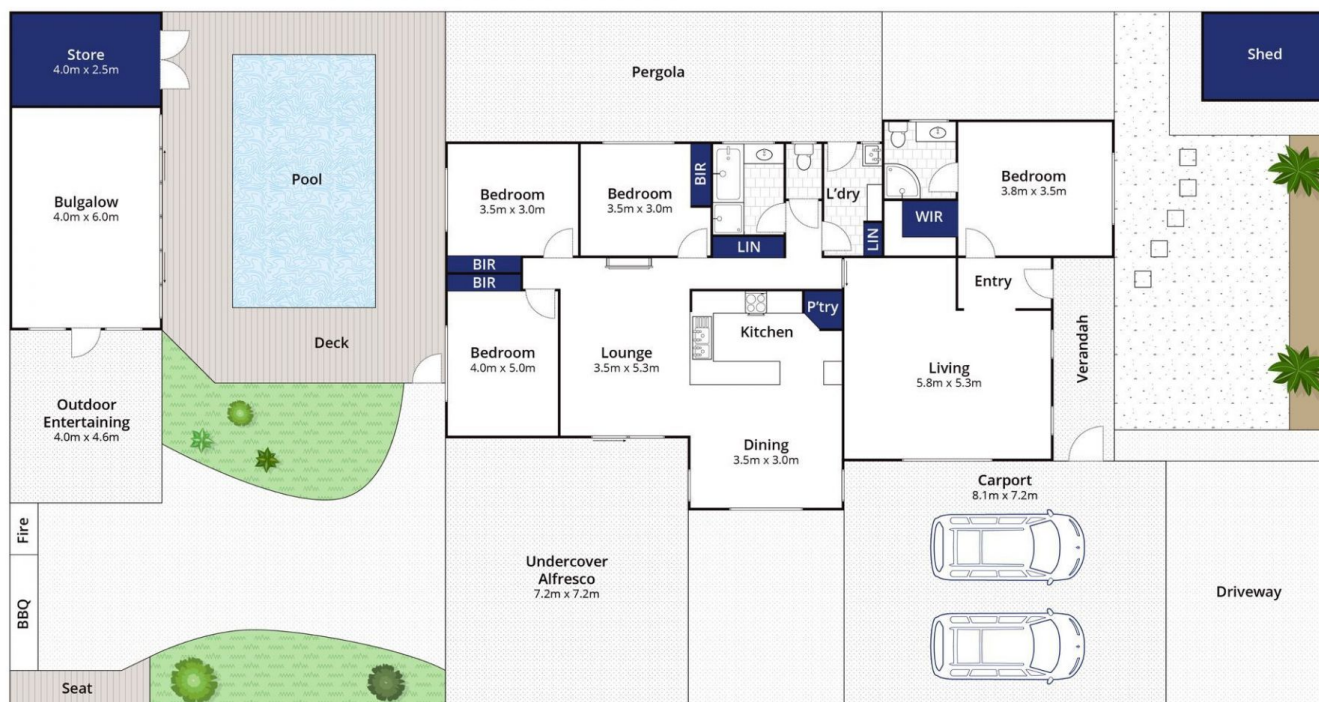 Store
4.0m x 2.5m
Pergola
Shed
Bulgalow
4.0m x 6.0m
Pool
Bedroom
3.5m x 3.0m
Bedroom
3.5m x 3.0m
BIR
L'dry
Bedroom
3.8m x 3.5m
WIR
LIN
LIN
BIR
BIR
Entry
P'try
Kitchen
Deck
Bedroom
4.0m x 5.0m
Lounge
3.5m x 5.3m
Living
5.8m x 5.3m
Verandah
Outdoor
Entertaining
4.0m x 4.6m
Dining
3.5m x 3.0m
Carport
8.1m x 7.2m
Fire
BBQ
Undercover
Alfresco
7.2m x 7.2m
Driveway
Seat